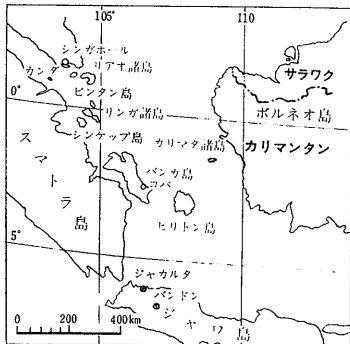 105°
110
シンガポール
リアオ諸島
カンダ
ビンタン島
0°
リンガ諸島
シンケップ島
サラワク
ボルネオ島
カリマンタン
カリマタ諸島
スマトラ島
バンカ島
コバ
ビリトン島
5°
ジャカルタ
バンドン
ジャワ島
0 200 400km